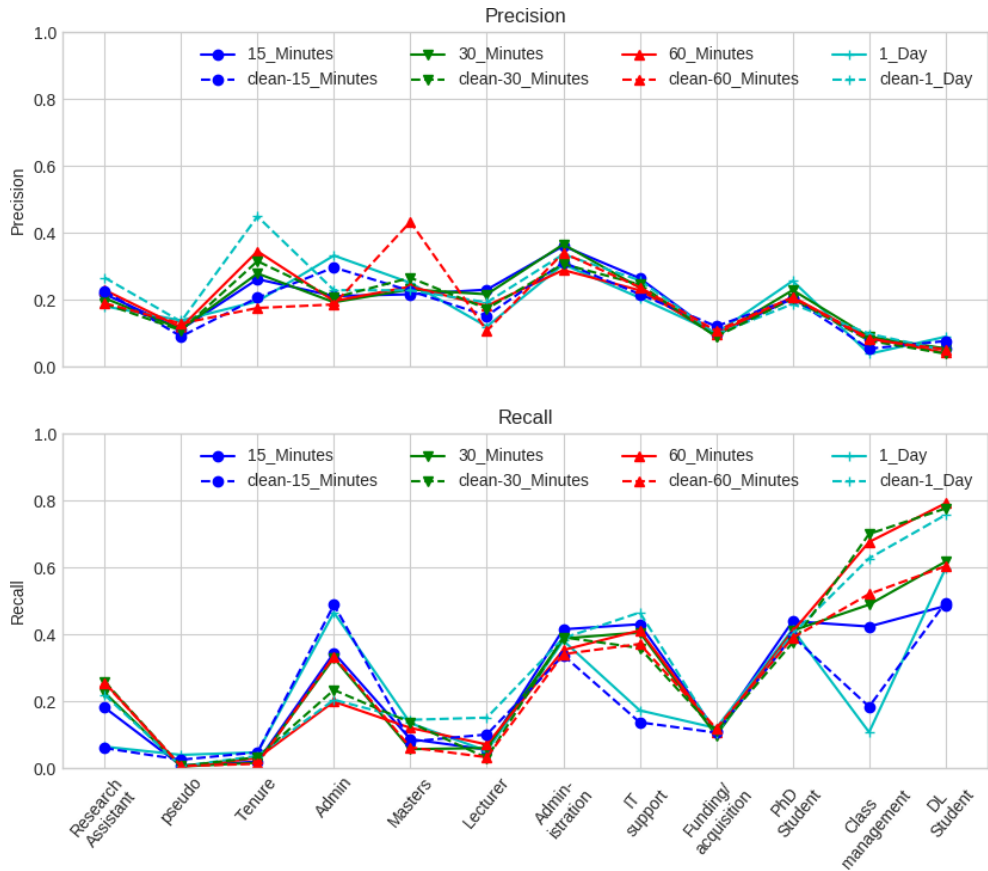 Precision
1.0
0.8
0.6
0.4
0.2
0.0
Precision
15_Minutes 30_Minutes 60_Minutes 1_Day
clean-15_Minutes clean-30_Minutes clean-60_Minutes clean-1_Day
Recall
1.0
0.8
0.6
0.4
0.2
0.0
Recall
15_Minutes 30_Minutes 60_Minutes 1_Day
clean-15_Minutes clean-30_Minutes clean-60_Minutes clean-1_Day
Research
Assistant
pseudo
Tenure
Admin
Masters
Lecturer
Admin-
istration
IT
support
Funding/
acquisition
PhD
Student
Class
management
DL
Student